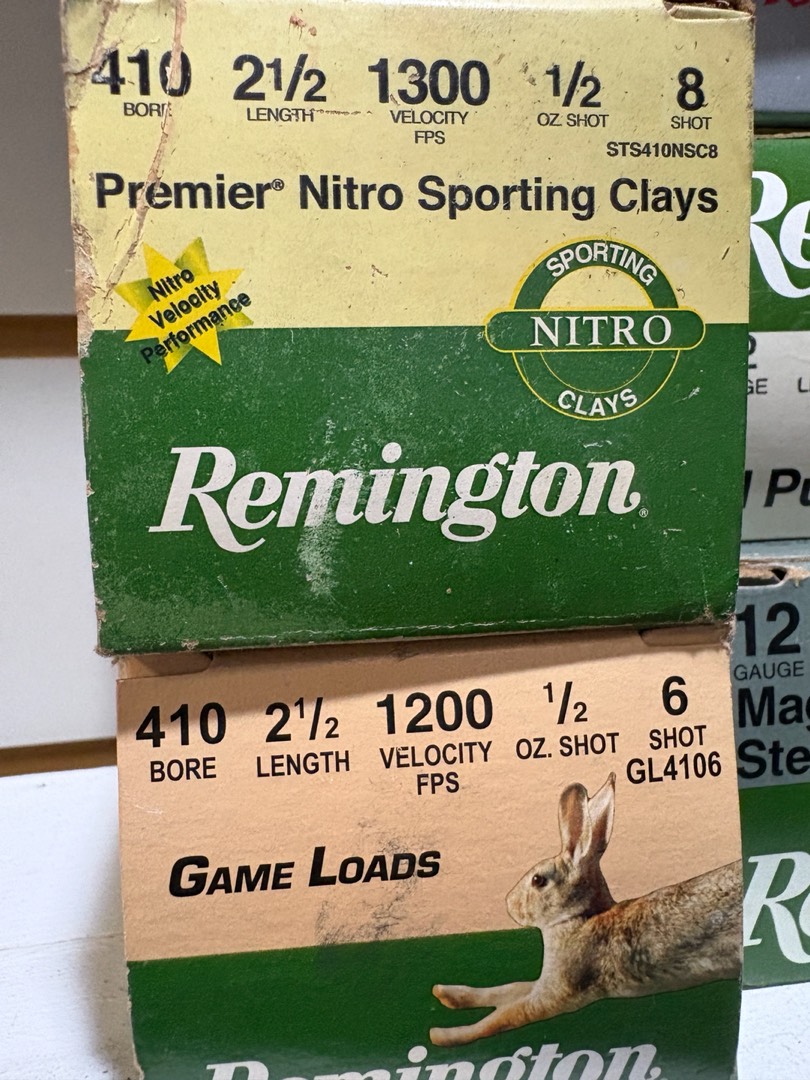 410 2½ 1300 ½ 8
BORE LENGTH VELOCITY FPS OZ. SHOT SHOT
STS410NSC8
Premier® Nitro Sporting Clays
Nitro
Velocity
Performance
SPORTING
NITRO
CLAYS
Remington®
410 2½ 1200 ½ 6
BORE LENGTH VELOCITY FPS OZ. SHOT SHOT
GL4106
GAME LOADS
Remington
12
GAUGE